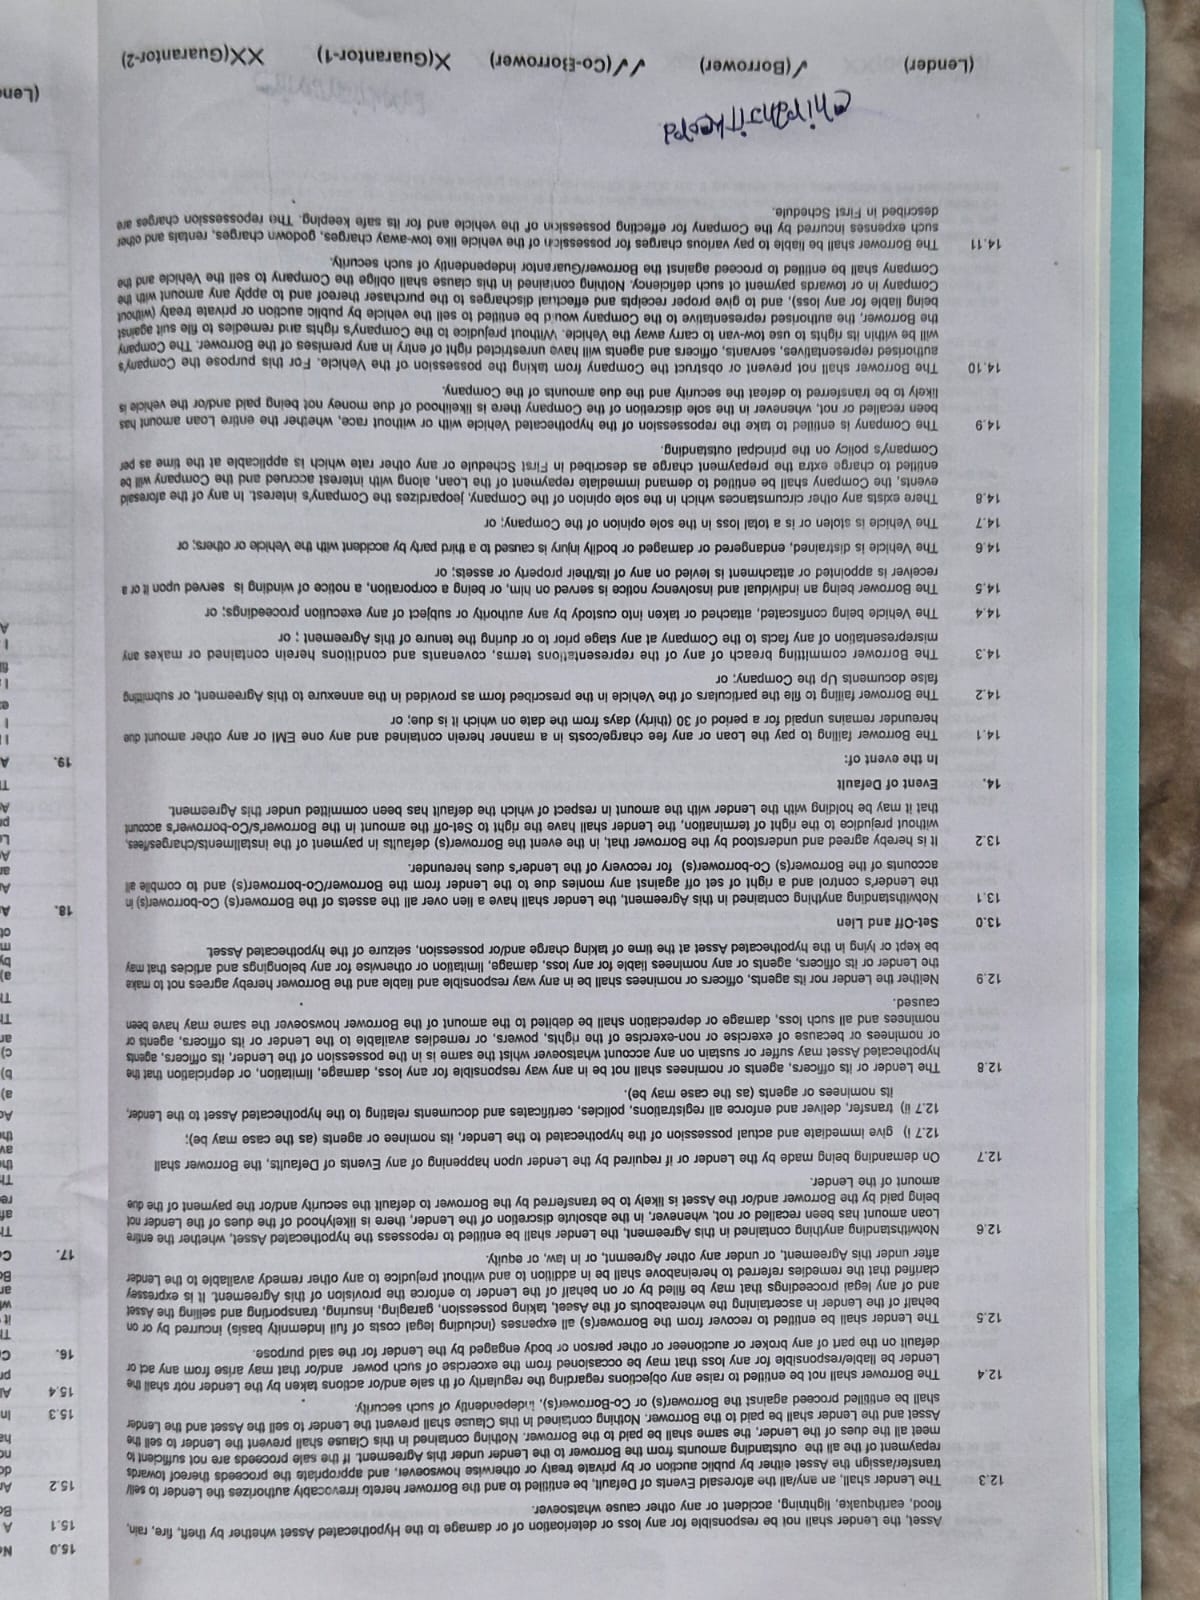 Asset, the Lender shall not be responsible for any loss or deterioation of or damage to the Hypothecated Asset whether by theft, fire, rain,
flood, earthquake, lightning, accident or any other cause whatsoever.
12.3 The Lender shall, an any/all the aforesaid Events of Default, be entitiled to and the Borrower hereto irrevocably authorizes the Lender to sell/
transfer/assign the Asset either by public auction or by private treaty or otherwise howsoever, and appropriate the proceeds thereof towards
repayment of the all the outstanding amounts from the Borrower to the Lender under this Agreement. If the sale proceeds are not sufficient to
meet all the dues of the Lender, the same shall be paid to the Borrower. Nothing contained in this Clause shall prevent the Lender to sell the
Asset and the Lender shall be paid to the Borrower. Nothing contained in this Clause shall prevent the Lender to sell the Asset and the Lender
shall be entitilled proceed against the Borrower(s) or Co-Borrower(s), independently of such security.
12.4 The Borrower shall not be entitled to raise any objections regarding the regularity of th sale and/or actions taken by the Lender notr shall the
Lender be liable/responsible for any loss that may be occasioned from the excercise of such power and/or that may arise from any act or
default on the part of any broker or auctioneer or other person or body engaged by the Lender for the said purpose.
12.5 The Lender shall be entitled to recover from the Borrower(s) all expenses (including legal costs of full indemnity basis) incurred by or on
behalf of the Lender in ascertaining the whereabouts of the Asset, taking possession, garaging, insuring, transporting and selling the Asset
and of any legal proceedings that may be filled by or on behalf of the Lender to enforce the provision of this Agreement. It is expressey
clarified that the remedies referred to hereinabove shall be in addition to and without prejudice to any other remedy available to the Lender
after under this Agreement, or under any other Agreemnt, or in law, or equity.
12.6 Notwithstanding anything contained in this Agreement, the Lender shall be entitled to repossess the hypothecated Asset, whether the entire
Loan amount has been recalled or not, whenever, in the absolute discretion of the Lender, there is likelyhood of the dues of the Lender not
being paid by the Borrower and/or the Asset is likely to be transferred by the Borrower to default the security and/or the payment of the due
amount of the Lender.
12.7 On demanding being made by the Lender or if required by the Lender upon happening of any Events of Defaults, the Borrower shall
12.7 i) give immediate and actual possession of the hypothecated to the Lender, its nominee or agents (as the case may be);
12.7 ii) transfer, deliver and enforce all registrations, policies, certificates and documents relating to the hypothecated Asset to the Lender,
its nominees or agents (as the case may be).
12.8 The Lender or its officers, agents or nominees shall not be in any way responsible for any loss, damage, limitation, or depriciation that the
hypothecated Asset may suffer or sustain on any account whatsoever whist the same is in the possession of the Lender, its officers, agents
or nominees or because of exercise or non-exercise of the rights, powers, or remedies available to the Lender or its officers, agents or
nominees and all such loss, damage or depreciation shall be debited to the amount of the Borrower howsoever the same may have been
caused.
12.9 Neither the Lender nor its agents, officers or nominees shall be in any way responsible and liable and the Borrower hereby agrees not to make
the Lender or its officers, agents or any nominees liable for any loss, damage, limitation or otherwise for any belongings and articles that may
be kept or lying in the hypothecated Asset at the time of taking charge and/or possession, selzure of the hypothecated Asset.
13.0 Set-Off and Lien
13.1 Notwithstanding anything contained in this Agreement, the Lender shall have a lien over all the assets of the Borrower(s) Co-borrower(s) in
the Lender's control and a right of set off against any monies due to the Lender from the Borrower/Co-borrower(s) and to combile all
accounts of the Borrower(s) Co-borrower(s) for recovery of the Lender's dues hereunder.
13.2 It is hereby agreed and understood by the Borrower that, in the event the Borrower(s) defaults in payment of the installments/charges/fees,
without prejudice to the right of termination, the Lender shall have the right to Set-off the amount in the Borrower's/Co-borrower's account
that it may be holding with the Lender with the amount in respect of which the default has been committed under this Agreement.
14. Event of Default
In the event of:
14.1 The Borrower failing to pay the Loan or any fee charge/costs in a manner herein contained and any one EMI or any other amount due
hereunder remains unpaid for a period of 30 (thirty) days from the date on which it is due; or
14.2 The Borrower failing to file the particulars of the Vehicle in the prescribed form as provided in the annexure to this Agreement, or submitting
false documents Up the Company; or
14.3 The Borrower committing breach of any of the representations terms, covenants and conditions herein contained or makes any
misrepresentation of any facts to the Company at any stage prior to or during the tenure of this Agreement ; or
14.4 The Vehicle being confiscated, attached or taken into custody by any authority or subject of any execution proceedings; or
14.5 The Borrower being an individual and insolvency notice is served on him, or being a corporation, a notice of winding is served upon it or a
receiver is appointed or attachment is levied on any of its/their property or assets; or
14.6 The Vehicle is distrained, endangered or damaged or bodily injury is caused to a third party by accident with the Vehicle or others; or
14.7 The Vehicle is stolen or is a total loss in the sole opinion of the Company; or
14.8 There exists any other circumstances which in the sole opinion of the Company, jeopardizes the Company's interest. In any of the aforesaid
events, the Company shall be entitled to demand immediate repayment of the Loan, along with interest accrued and the Company will be
entitled to charge extra the prepayment charge as described in First Schedule or any other rate which is applicable at the time as per
Company's policy on the principal outstanding.
14.9 The Company is entitled to take the repossession of the hypothecated Vehicle with or without race, whether the entire Loan amount has
been recalled or not, whenever in the sole discretion of the Company there is likelihood of due money not being paid and/or the vehicle is
likely to be transferred to defeat the security and the due amounts of the Company.
14.10 The Borrower shall not prevent or obstruct the Company from taking the possession of the Vehicle. For this purpose the Company's
authorised representatives, servants, officers and agents will have unrestricted right of entry in any premises of the Borrower. The Company
will be within its rights to use tow-van to carry away the Vehicle. Without prejudice to the Company's rights and remedies to file suit against
the Borrower, the authorised representative to the Company would be entitled to sell the vehicle by public auction or private treaty (without
being liable for any loss), and to give proper receipts and effectual discharges to the purchaser thereof and to apply any amount with the
Company in or towards payment of such deficiency. Nothing contained in this clause shall oblige the Company to sell the Vehicle and the
Company shall be entitled to proceed against the Borrower/Guarantor independently of such security.
14.11 The Borrower shall be liable to pay various charges for possession of the vehicle like tow-away charges, godown charges, rentals and other
such expenses incurred by the Company for effecting possession of the vehicle and for its safe keeping. The repossession charges are
described in First Schedule.
(Lender) ✓(Borrower) ✓✓(Co-Borrower) X(Guarantor-1) XX(Guarantor-2)
15.0
15.1 A
15.2
15.3 In
15.4
16.
17.
a)
b)
c)
a)
18.
19. A